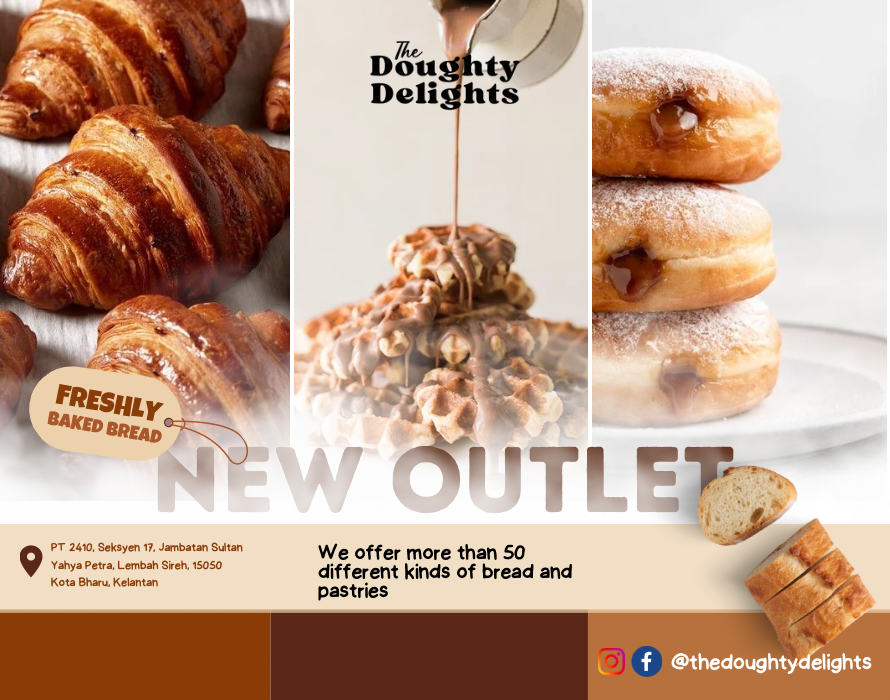 The
Doughty
Delights
FRESHLY
BAKED BREAD
NEW OUTLET
PT 2410, Seksyen 17, Jambatan Sultan
Yahya Petra, Lembah Sireh, 15050
Kota Bharu, Kelantan
We offer more than 50
different kinds of bread and
pastries
@thedoughtydelights